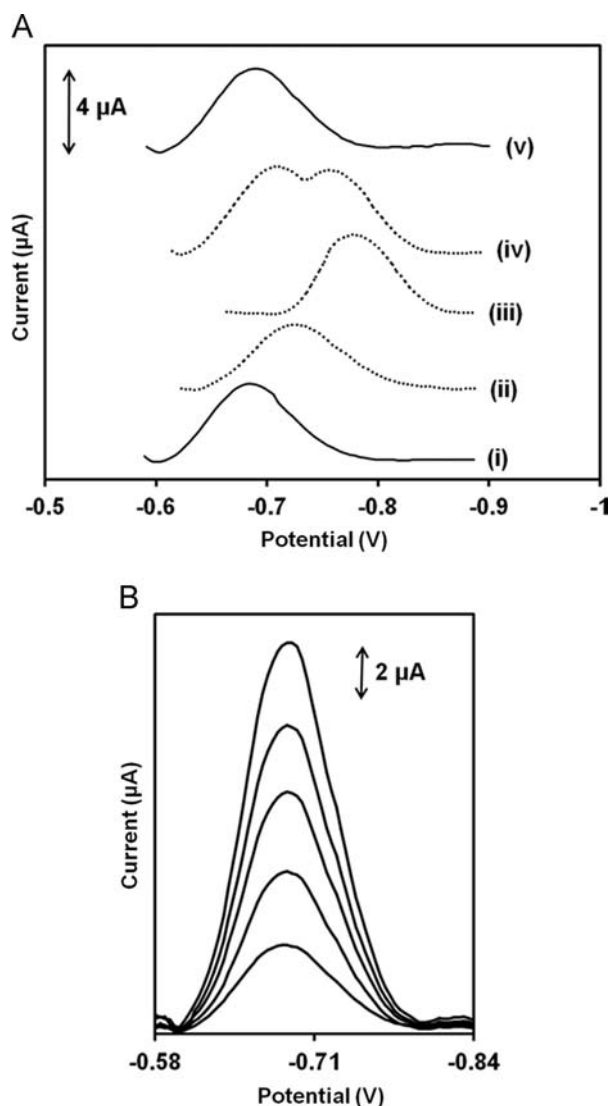 A
4 µA
(v)
(iv)
(iii)
(ii)
(i)
Current (µA)
-0.5 -0.6 -0.7 -0.8 -0.9 -1
Potential (V)
B
2 µA
Current (µA)
-0.58 -0.71 -0.84
Potential (V)